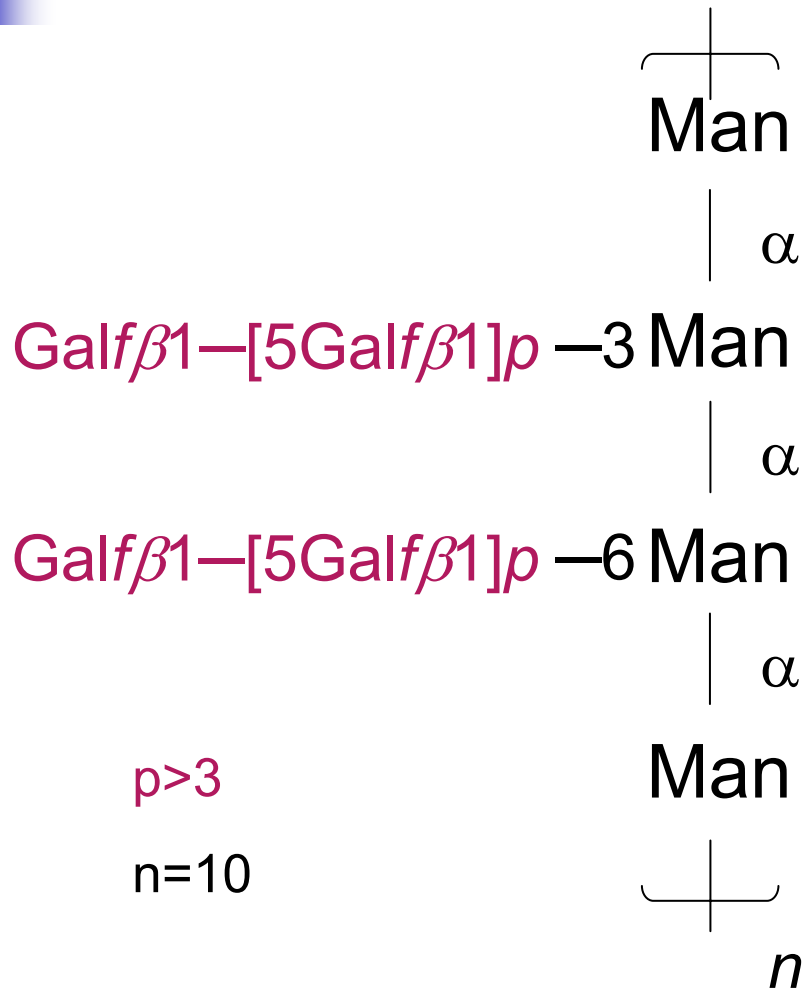 Man
α
Galfβ1—[5Galfβ1]p —3 Man
α
Galfβ1—[5Galfβ1]p —6 Man
α
p>3
Man
n=10
n